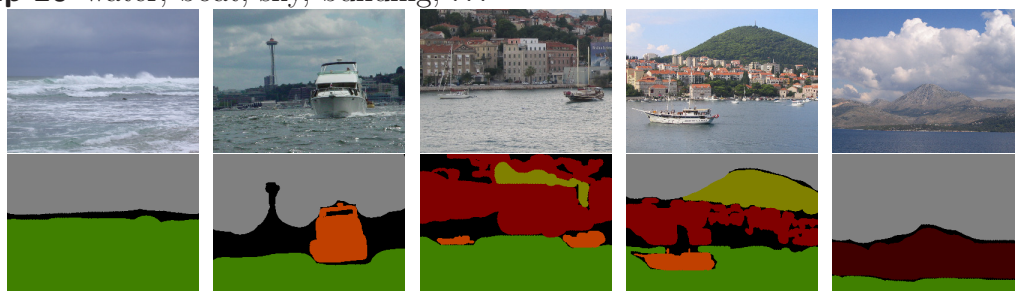 water, boat, sky, building, ...